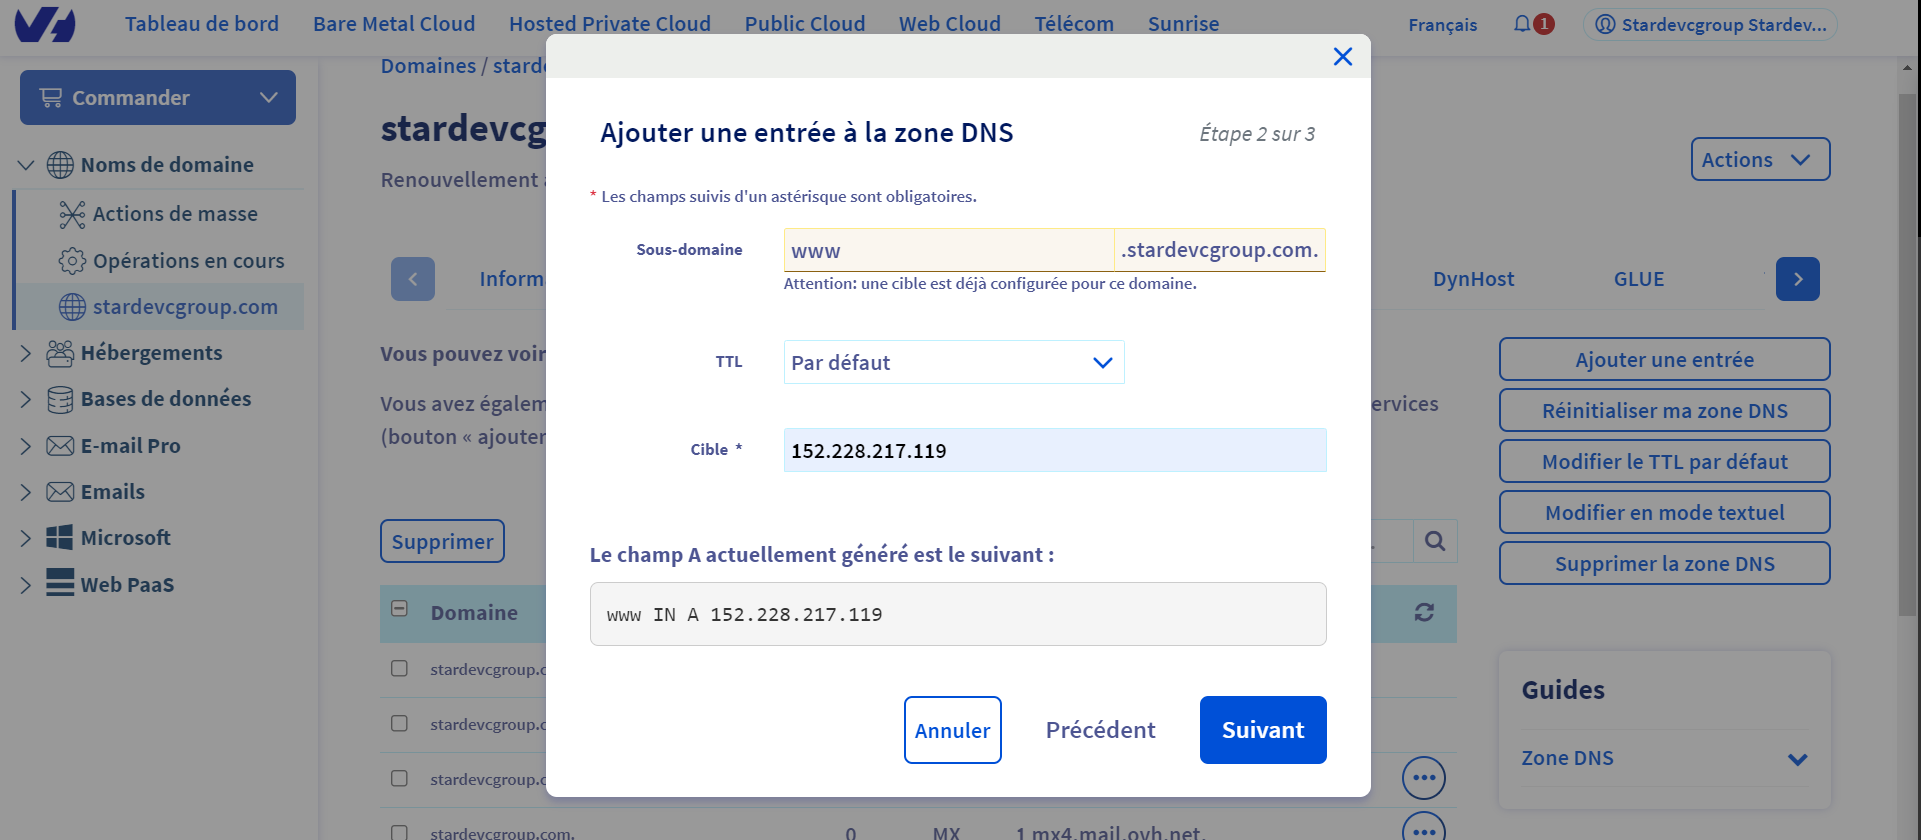 Tableau de bord
Bare Metal Cloud
Hosted Private Cloud
Public Cloud
Web Cloud
Télécom
Sunrise
Français
1
Stardevcgroup Stardev...
Commander
Noms de domaine
Actions de masse
Opérations en cours
stardevcgroup.com
Hébergements
Bases de données
E-mail Pro
Emails
Microsoft
Web PaaS
Domaines /
Renouvellement
DynHost
GLUE
Vous pouvez voir
Vous avez
ervices
(bouton « ajouter
Supprimer
Domaine
stardevcgroup.com.
0
MX
1 mx4.mail.ovh.net.
Actions
Ajouter une entrée
Réinitialiser ma zone DNS
Modifier le TTL par défaut
Modifier en mode textuel
Supprimer la zone DNS
Guides
Zone DNS
Ajouter une entrée à la zone DNS
Étape 2 sur 3
* Les champs suivis d'un astérisque sont obligatoires.
Sous-domaine
www
.stardevcgroup.com.
Attention: une cible est déjà configurée pour ce domaine.
TTL
Par défaut
Cible *
152.228.217.119
Le champ A actuellement généré est le suivant :
www IN A 152.228.217.119
Annuler
Précédent
Suivant